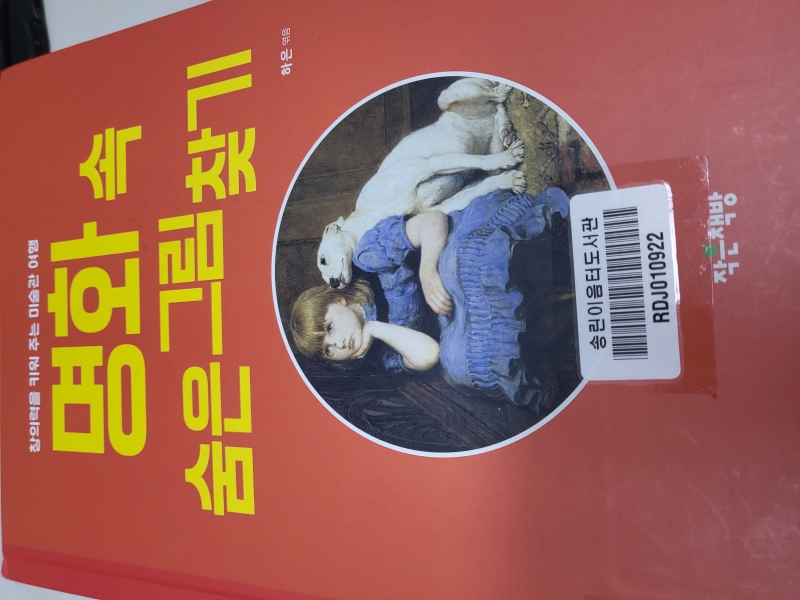 창의력을 키워 주는 미술관 여행
명화 속
숨은그림찾기
하은 엮음
송린이음터도서관
RDJ010922
작은책방